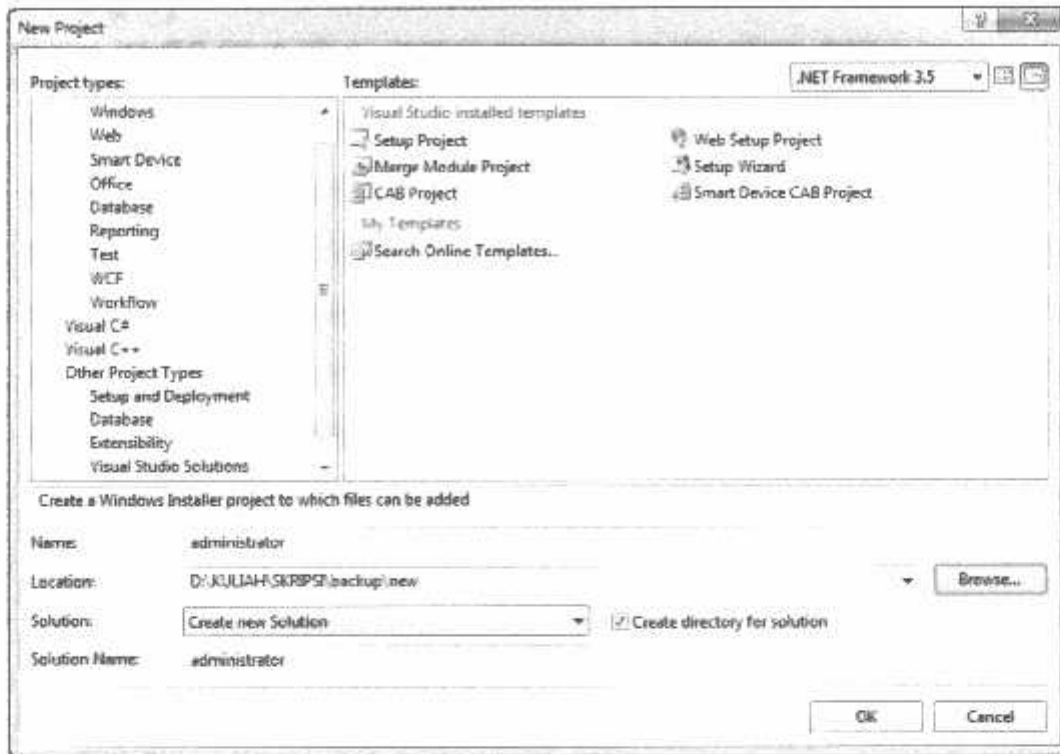 New Project
Project types:
Templates:
.NET Framework 3.5
Windows
Web
Smart Device
Office
Database
Reporting
Test
WCF
Workflow
Visual C#
Visual C++
Other Project Types
Setup and Deployment
Database
Extensibility
Visual Studio Solutions
Visual Studio installed templates
Setup Project
Web Setup Project
Merge Module Project
Setup Wizard
CAB Project
Smart Device CAB Project
My Templates
Search Online Templates...
Create a Windows Installer project to which files can be added
Name:
administrator
Location:
D:\KULIAH\SKRIPSI\backup\new
Browse...
Solution:
Create new Solution
Create directory for solution
Solution Name:
administrator
OK
Cancel